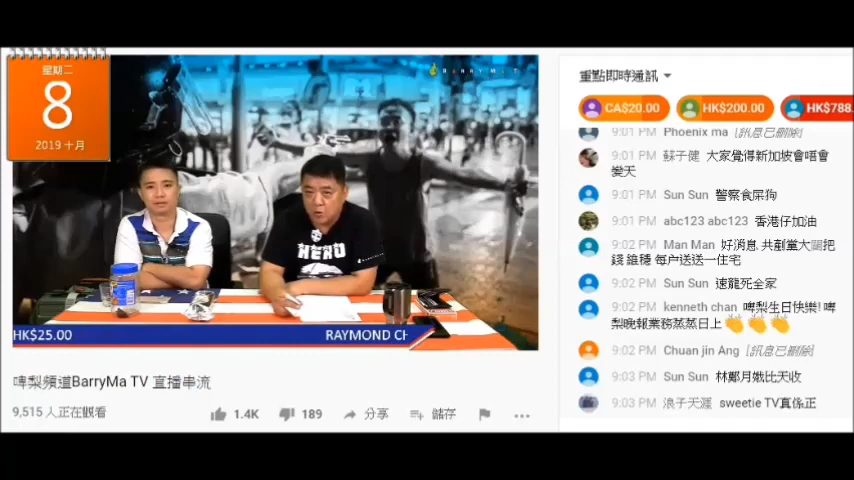 星期二
8
2019 十月
BARRYMA T
HERO
HK$25.00
RAYMOND CH
啤梨頻道BarryMa TV 直播串流
9,515 人正在觀看
1.4K
189
分享
儲存
重點即時通訊
CA$20.00
HK$200.00
HK$788.
9:01 PM Phoenix ma [訊息已刪除]
9:01 PM 蘇子健 大家覺得新加坡會唔會
變天
9:01 PM Sun Sun 警察食屎狗
9:01 PM abc123 abc123 香港仔加油
9:02 PM Man Man 好消息, 共剷黨大
錢 維穩 每户送送一住宅
9:02 PM Sun Sun 速龍死全家
9:02 PM kenneth chan 啤梨生日快樂! 啤
梨晚報業務蒸蒸日上👏👏👏
9:02 PM Chuan jin Ang [訊息已刪除]
9:03 PM Sun Sun 林鄭月娥比天收
9:03 PM 浪子天涯 sweetie TV真係正